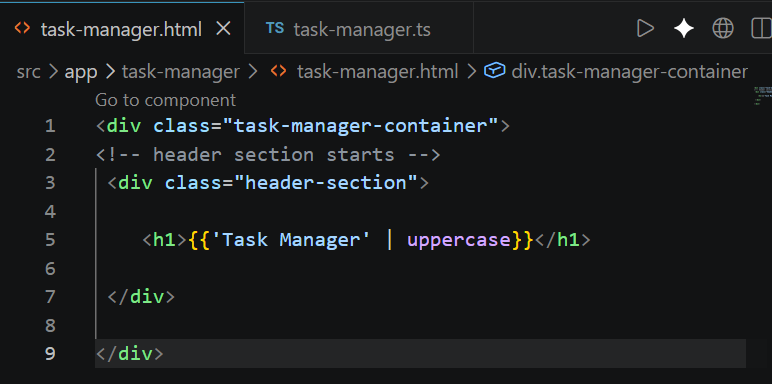 task-manager.html
TS task-manager.ts
src > app > task-manager > task-manager.html > div.task-manager-container
Go to component
1 <div class="task-manager-container">
2 <!-- header section starts -->
3 <div class="header-section">
4
5 <h1>{{'Task Manager' | uppercase}}</h1>
6
7 </div>
8
9 </div>